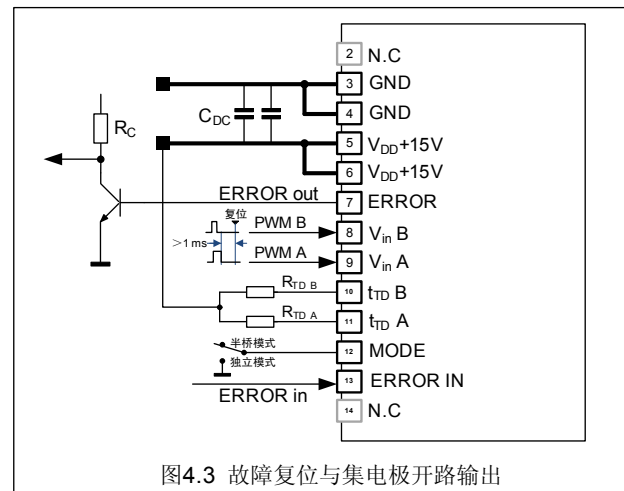 2 N.C
3 GND
4 GND
5 VDD+15V
6 VDD+15V
7 ERROR
8 Vin B
9 Vin A
10 tTD B
11 tTD A
12 MODE
13 ERROR IN
14 N.C
CDC
RC
ERROR out
复位
PWM B
>1 ms
PWM A
RTD B
RTD A
半桥模式
独立模式
ERROR in
图4.3 故障复位与集电极开路输出